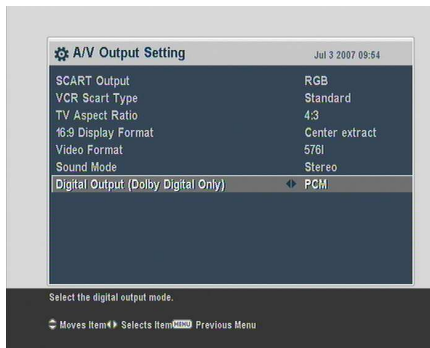 A/V Output Setting Jul 3 2007 09:54
SCART Output RGB
VCR Scart Type Standard
TV Aspect Ratio 4:3
16:9 Display Format Center extract
Video Format 576I
Sound Mode Stereo
Digital Output (Dolby Digital Only) PCM
Select the digital output mode.
Moves Item Selects Item MENU Previous Menu